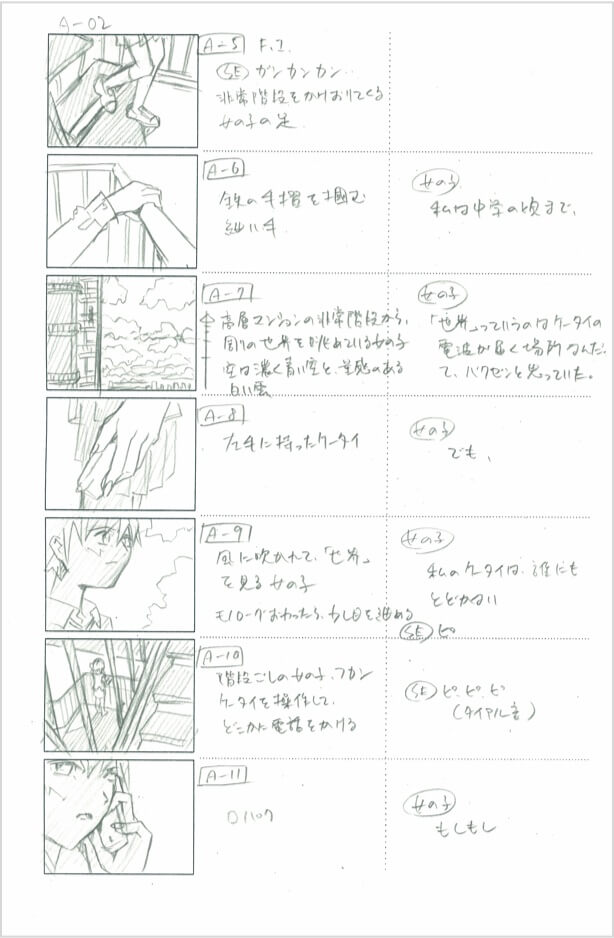 A-02
A-5 F.I.
SE ガンカンカン…
非常階段をかけおりてくる
女の子の足
A-6
鉄の手摺を掴む
細い手
女の子
私は中学の頃まで、
A-7
高層マンションの非常階段から、
周りの世界を眺めている女の子
空は濃く青い空と、量感のある
白い雲
女の子
「世界」っていうのはケータイの
電波が届く場所なんだっ
て、バクゼンと思っていた。
A-8
左手に持ったケータイ
女の子
でも、
A-9
風に吹かれて、「世界」
を見る女の子
モノローグおわったら、少し目を
女の子
私のケータイは、誰にも
とどかない
SE ピ
A-10
階段ごしの女の子、フカン
ケータイを操作して、
どこかに電話をかける
SE ピ、ピ、ピ
(ダイアル音)
A-11
女の子
もしもし